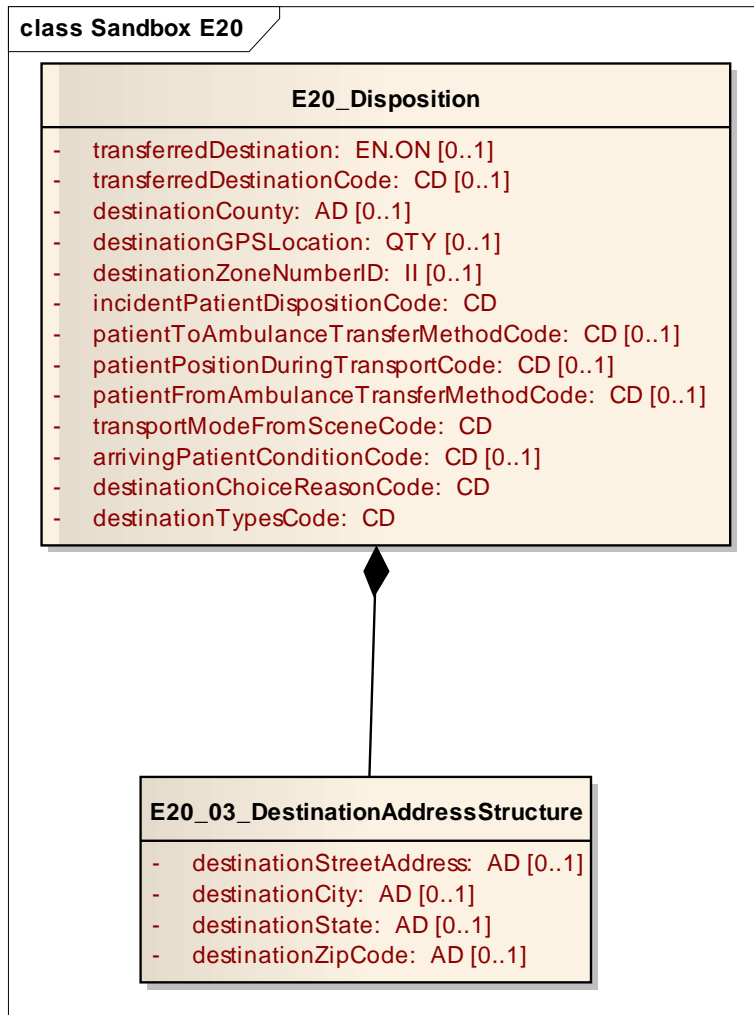 class Sandbox E20
E20_Disposition
- transferredDestination: EN.ON [0..1]
- transferredDestinationCode: CD [0..1]
- destinationCounty: AD [0..1]
- destinationGPSLocation: QTY [0..1]
- destinationZoneNumberID: II [0..1]
- incidentPatientDispositionCode: CD
- patientToAmbulanceTransferMethodCode: CD [0..1]
- patientPositionDuringTransportCode: CD [0..1]
- patientFromAmbulanceTransferMethodCode: CD [0..1]
- transportModeFromSceneCode: CD
- arrivingPatientConditionCode: CD [0..1]
- destinationChoiceReasonCode: CD
- destinationTypesCode: CD
E20_03_DestinationAddressStructure
- destinationStreetAddress: AD [0..1]
- destinationCity: AD [0..1]
- destinationState: AD [0..1]
- destinationZipCode: AD [0..1]